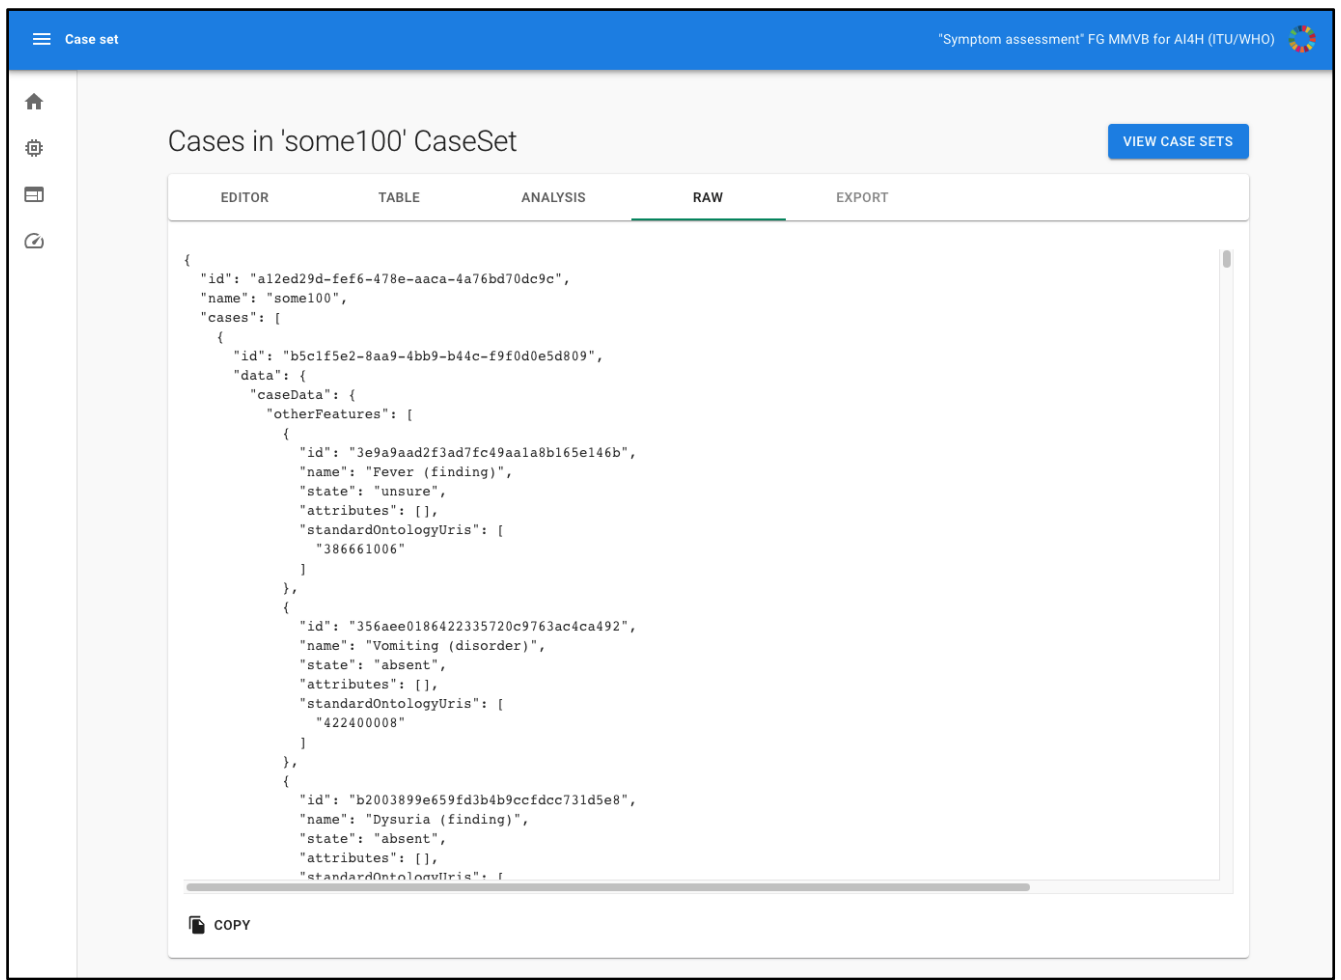 Case set
"Symptom assessment" FG MMVB for AI4H (ITU/WHO)
Cases in 'some100' CaseSet
VIEW CASE SETS
EDITOR TABLE ANALYSIS RAW EXPORT
{
"id": "a12ed29d-fef6-478e-aaca-4a76bd70dc9c",
"name": "some100",
"cases": [
{
"id": "b5c1f5e2-8aa9-4bb9-b44c-f9f0d0e5d809",
"data": {
"caseData": {
"otherFeatures": [
{
"id": "3e9a9aad2f3ad7fc49aa1a8b165e146b",
"name": "Fever (finding)",
"state": "unsure",
"attributes": [],
"standardOntologyUris": [
"386661006"
]
},
{
"id": "356aee0186422335720c9763ac4ca492",
"name": "Vomiting (disorder)",
"state": "absent",
"attributes": [],
"standardOntologyUris": [
"422400008"
]
},
{
"id": "b2003899e659fd3b4b9ccfdcc731d5e8",
"name": "Dysuria (finding)",
"state": "absent",
"attributes": [],
"standardOntologyUris": [
COPY